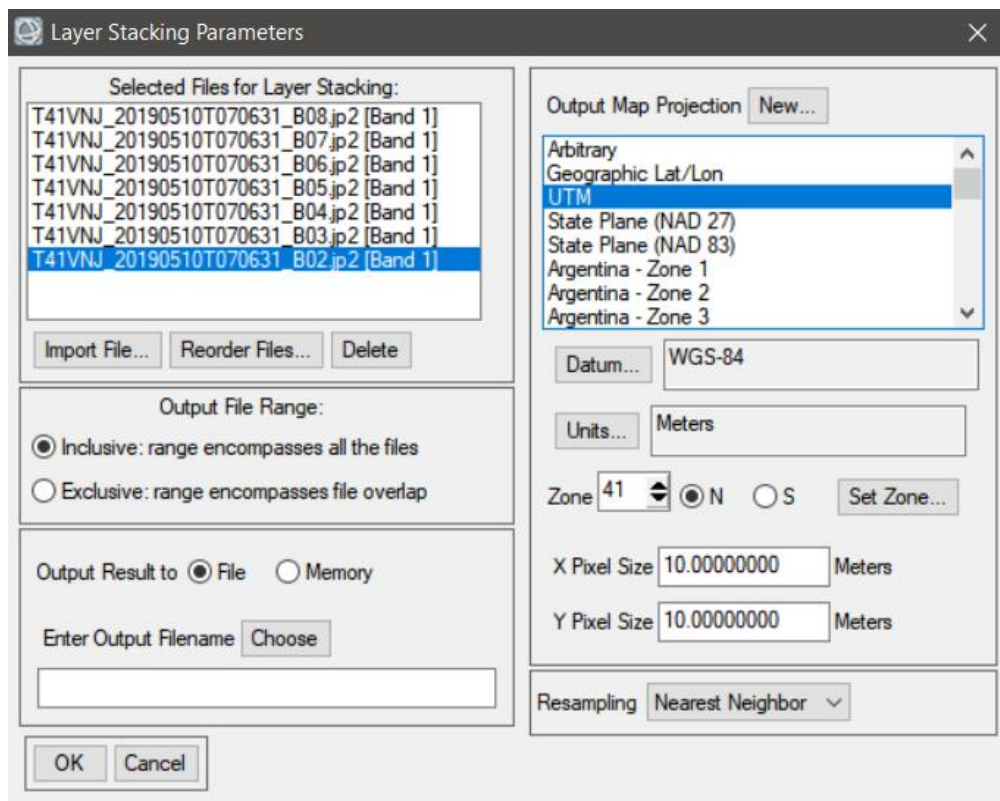 Layer Stacking Parameters
Selected Files for Layer Stacking:
T41VNJ_20190510T070631_B08.jp2 [Band 1]
T41VNJ_20190510T070631_B07.jp2 [Band 1]
T41VNJ_20190510T070631_B06.jp2 [Band 1]
T41VNJ_20190510T070631_B05.jp2 [Band 1]
T41VNJ_20190510T070631_B04.jp2 [Band 1]
T41VNJ_20190510T070631_B03.jp2 [Band 1]
T41VNJ_20190510T070631_B02.jp2 [Band 1]
Import File... Reorder Files... Delete
Output File Range:
Inclusive: range encompasses all the files
Exclusive: range encompasses file overlap
Output Result to File Memory
Enter Output Filename Choose
OK Cancel
Output Map Projection New...
Arbitrary
Geographic Lat/Lon
UTM
State Plane (NAD 27)
State Plane (NAD 83)
Argentina - Zone 1
Argentina - Zone 2
Argentina - Zone 3
Datum... WGS-84
Units... Meters
Zone 41 N S Set Zone...
X Pixel Size 10.00000000 Meters
Y Pixel Size 10.00000000 Meters
Resampling Nearest Neighbor